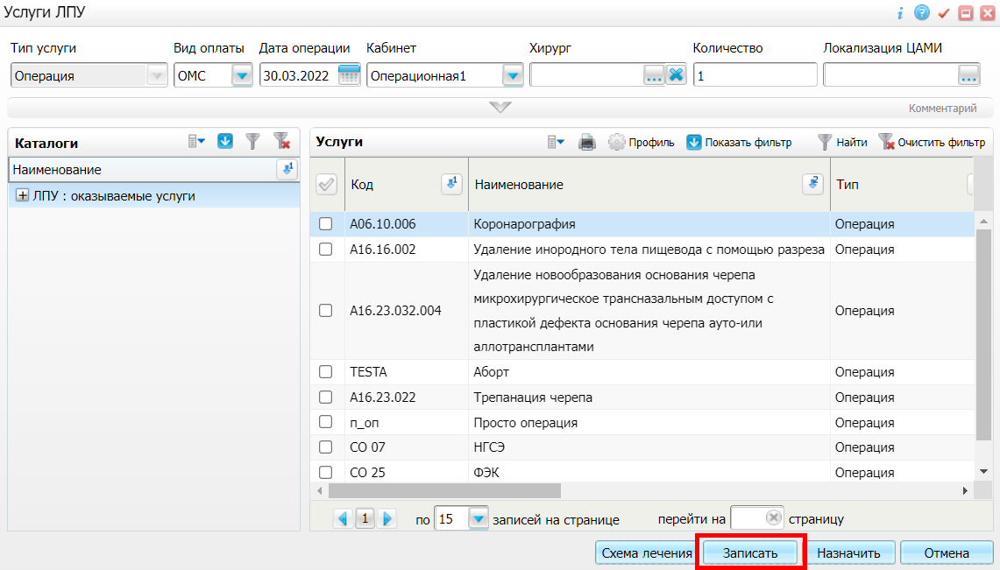 Услуги ЛПУ
Тип услуги Вид оплаты Дата операции Кабинет Хирург Количество Локализация ЦАМИ
Операция ОМС 30.03.2022 Операционная1 ... 1 ...
Комментарий
Каталоги
Наименование 1
ЛПУ : оказываемые услуги
Услуги Профиль Показать фильтр Найти Очистить фильтр
Код 1 Наименование 2 Тип
A06.10.006 Коронарография Операция
A16.16.002 Удаление инородного тела пищевода с помощью разреза Операция
A16.23.032.004 Удаление новообразования основания черепа
микрохирургическое трансназальным доступом с
пластикой дефекта основания черепа ауто-или
аллотрансплантами Операция
TESTA Аборт Операция
A16.23.022 Трепанация черепа Операция
п_оп Просто операция Операция
СО 07 НГСЭ Операция
СО 25 ФЭК Операция
1 по 15 записей на странице перейти на страницу
Схема лечения Записать Назначить Отмена